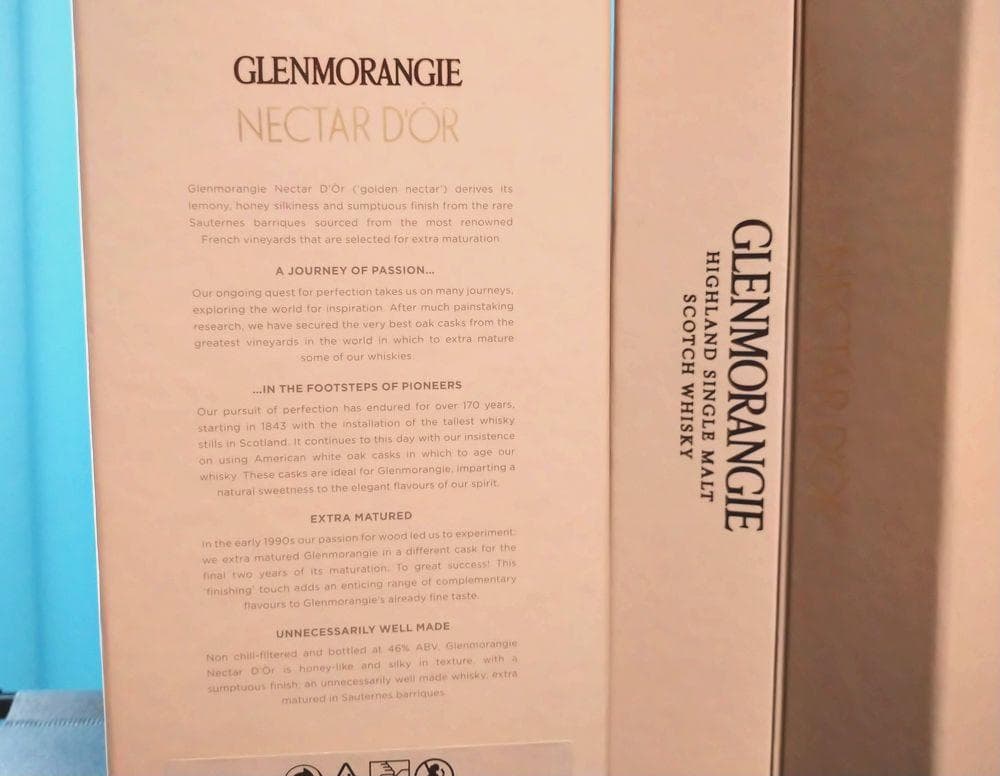 GLENMORANGIE
NECTAR D'ÒR
Glenmorangie Nectar D'Òr ('golden nectar') derives its
lemony, honey silkiness and sumptuous finish from the rare
Sauternes barriques sourced from the most renowned
French vineyards that are selected for extra maturation.
A JOURNEY OF PASSION...
Our ongoing quest for perfection takes us on many journeys,
exploring the world for inspiration. After much painstaking
research, we have secured the very best oak casks from the
greatest vineyards in the world in which to extra mature
some of our whiskies.
...IN THE FOOTSTEPS OF PIONEERS
Our pursuit of perfection has endured for over 170 years,
starting in 1843 with the installation of the tallest whisky
stills in Scotland. It continues to this day with our insistence
on using American white oak casks in which to age our
whisky. These casks are ideal for Glenmorangie, imparting a
natural sweetness to the elegant flavours of our spirit.
EXTRA MATURED
In the early 1990s our passion for wood led us to experiment:
we extra matured Glenmorangie in a different cask for the
final two years of its maturation. To great success! This
'finishing' touch adds an enticing range of complementary
flavours to Glenmorangie's already fine taste.
UNNECESSARILY WELL MADE
Non chill-filtered and bottled at 46% ABV, Glenmorangie
Nectar D'Òr is honey-like and silky in texture, with a
sumptuous finish; an unnecessarily well made whisky, extra
matured in Sauternes barriques.
GLENMORANGIE
HIGHLAND SINGLE MALT
SCOTCH WHISKY
NECTAR D'ÒR